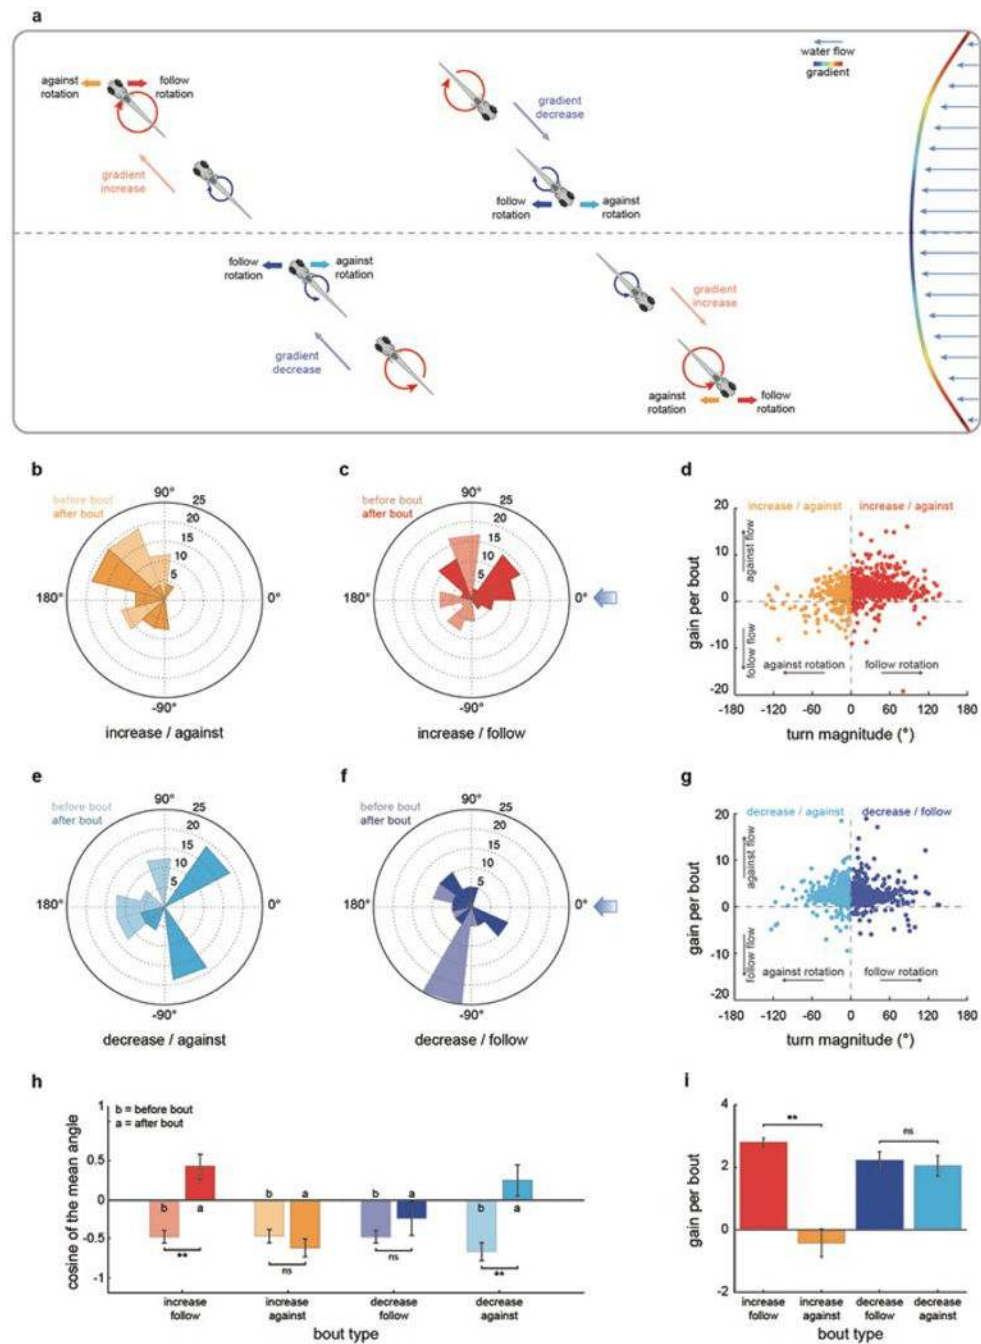 a
water flow
gradient
against
rotation
follow
rotation
gradient
increase
gradient
decrease
follow
rotation
against
rotation
follow
rotation
against
rotation
gradient
decrease
gradient
increase
against
rotation
follow
rotation
b
before bout
after bout
90°
25
20
15
10
5
180°
0°
-90°
increase / against
c
before bout
after bout
90°
25
20
15
10
5
180°
0°
-90°
increase / follow
d
increase / against
increase / against
20
10
0
-10
-20
gain per bout
against flow
follow flow
against rotation
follow rotation
-180
-120
-60
0
60
120
180
turn magnitude (°)
e
before bout
after bout
90°
25
20
15
10
5
180°
0°
-90°
decrease / against
f
before bout
after bout
90°
25
20
15
10
5
180°
0°
-90°
decrease / follow
g
decrease / against
decrease / follow
20
10
0
-10
-20
gain per bout
against flow
follow flow
against rotation
follow rotation
-180
-120
-60
0
60
120
180
turn magnitude (°)
h
b = before bout
a = after bout
1
0.5
0
-0.5
-1
cosine of the mean angle
b
a
**
b
a
ns
b
a
ns
b
a
**
increase
follow
increase
against
decrease
follow
decrease
against
bout type
i
4
2
0
-2
gain per bout
**
ns
increase
follow
increase
against
decrease
follow
decrease
against
bout type